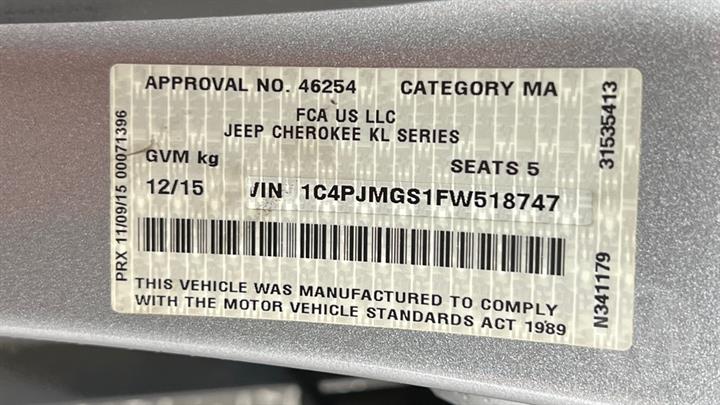 APPROVAL NO. 46254 CATEGORY MA
FCA US LLC
JEEP CHEROKEE KL SERIES
GVM kg SEATS 5
12/15 VIN 1C4PJMGS1FW518747
THIS VEHICLE WAS MANUFACTURED TO COMPLY
WITH THE MOTOR VEHICLE STANDARDS ACT 1989
PRX 11/09/15 00071396
N341179 31535413